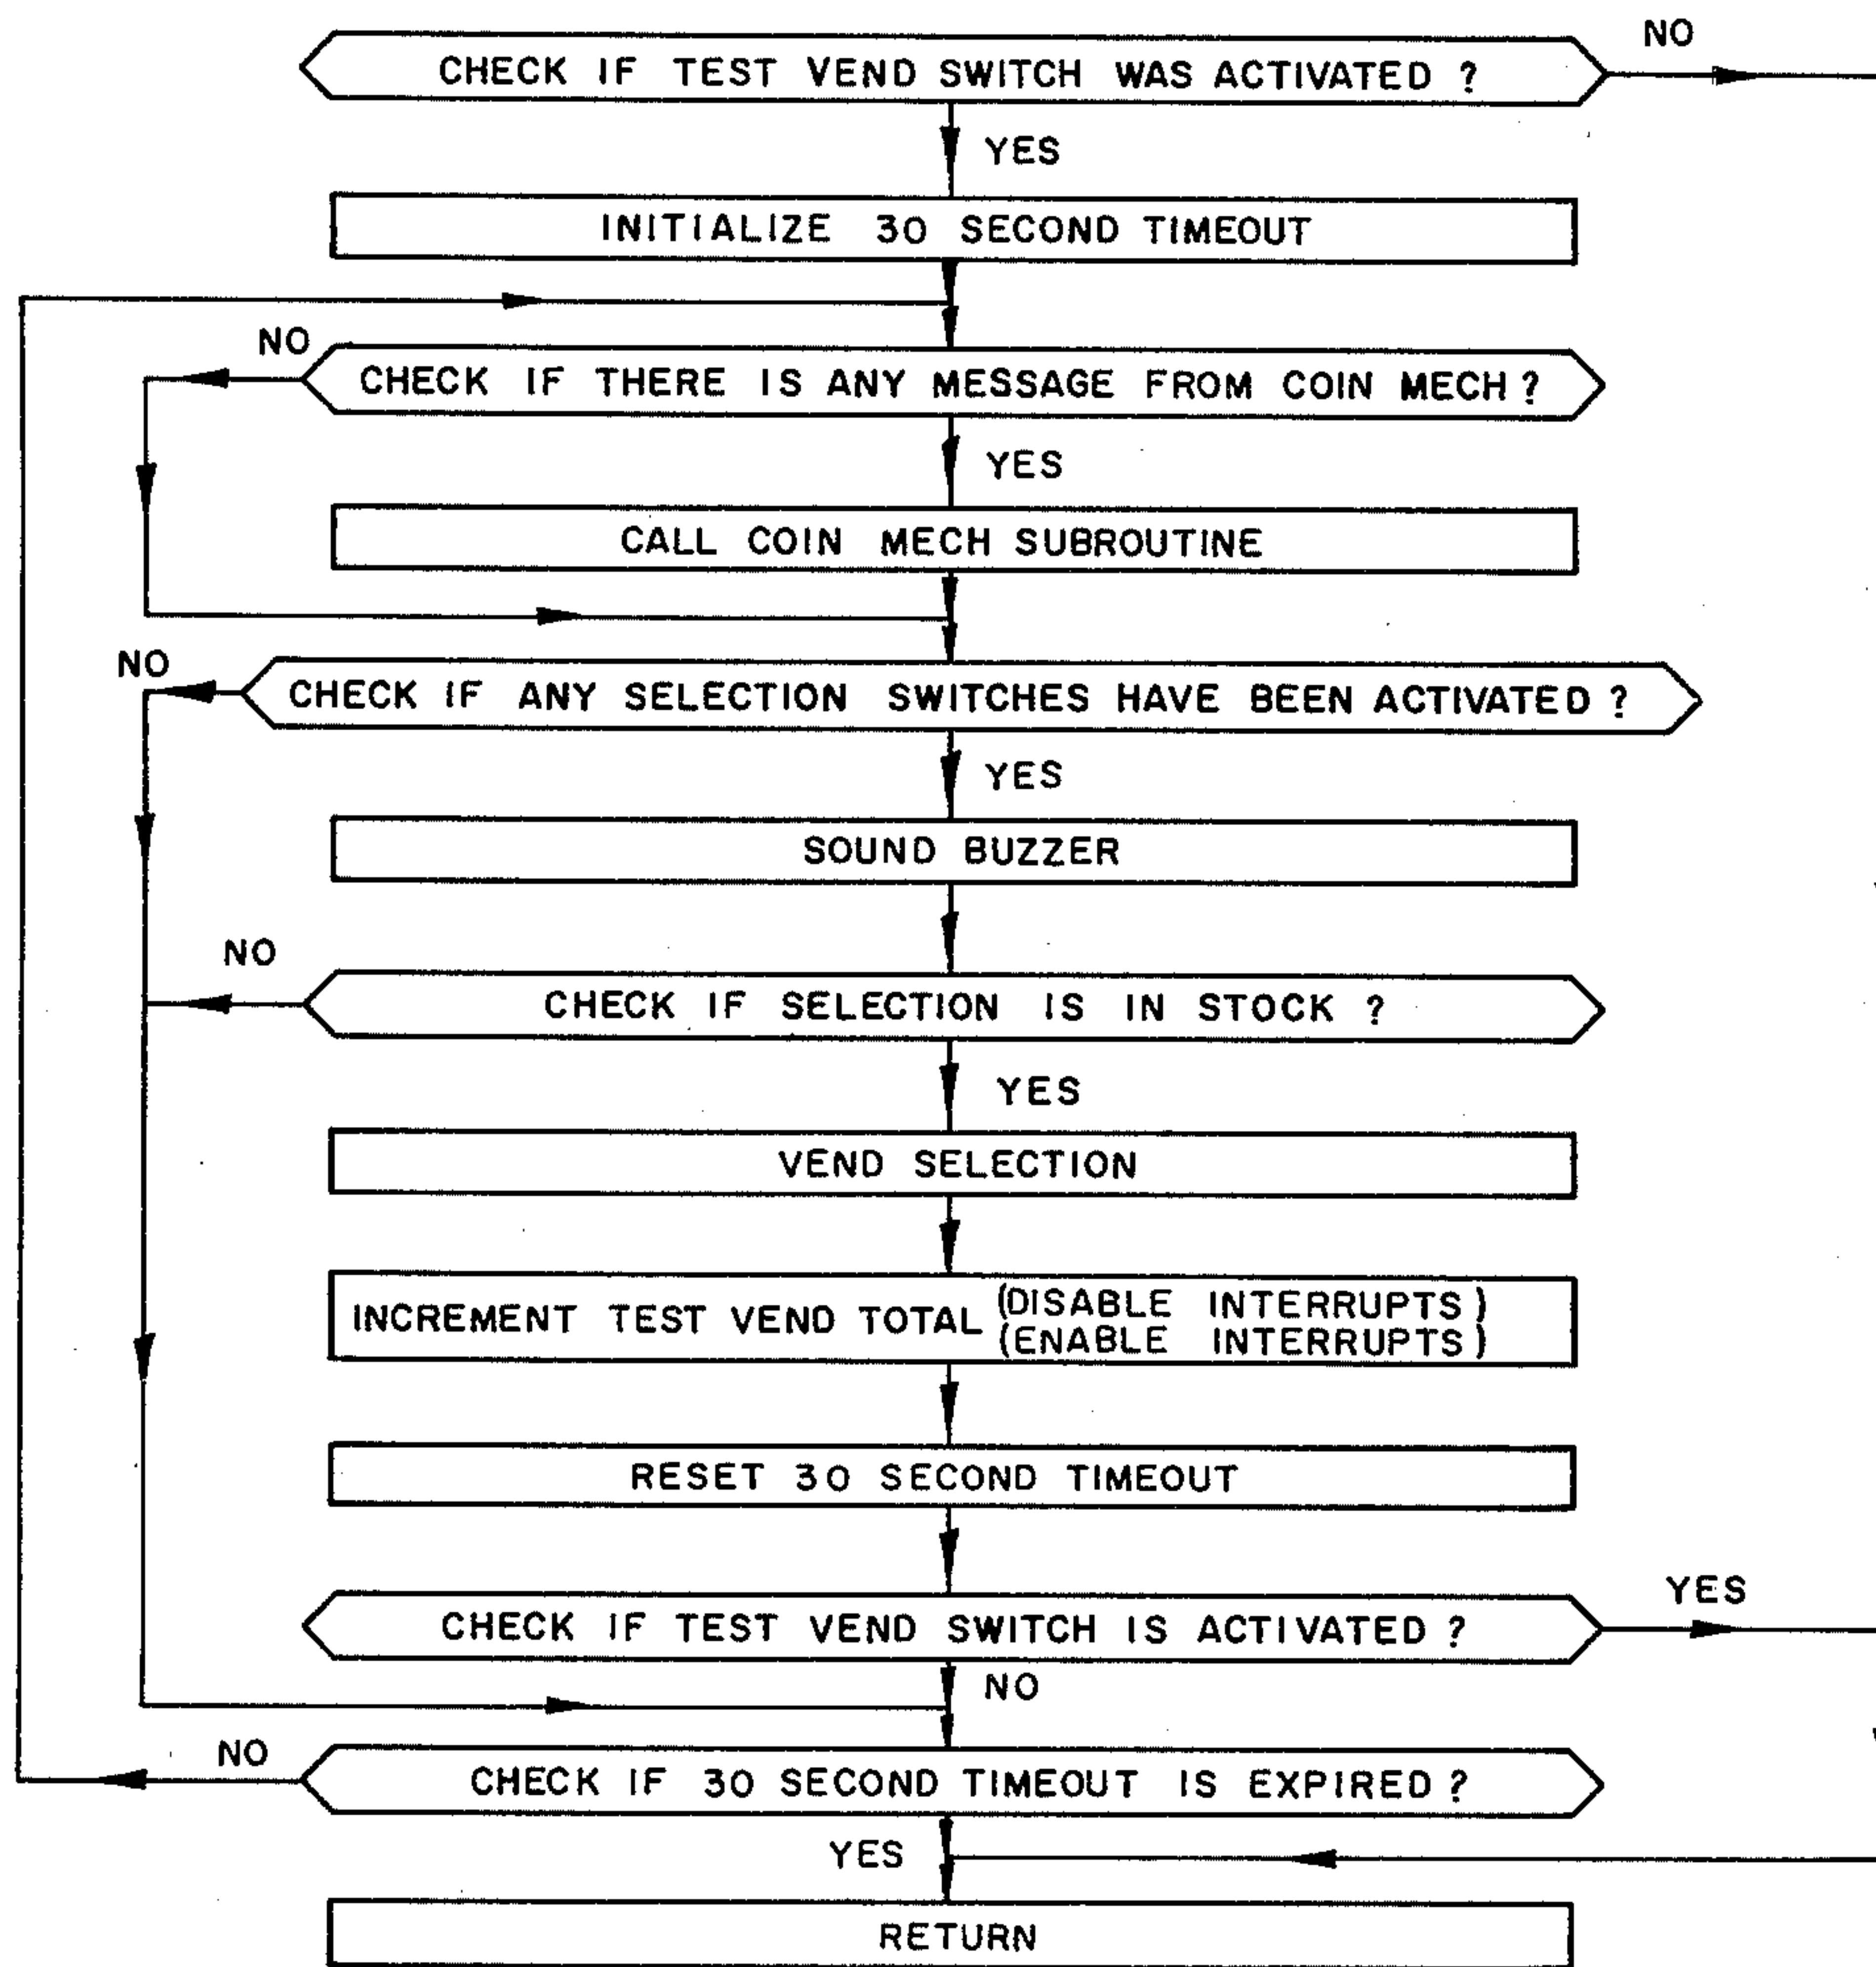 NO
CHECK IF TEST VEND SWITCH WAS ACTIVATED ?
YES
INITIALIZE 30 SECOND TIMEOUT
NO
CHECK IF THERE IS ANY MESSAGE FROM COIN MECH ?
YES
CALL COIN MECH SUBROUTINE
NO
CHECK IF ANY SELECTION SWITCHES HAVE BEEN ACTIVATED ?
YES
SOUND BUZZER
NO
CHECK IF SELECTION IS IN STOCK ?
YES
VEND SELECTION
INCREMENT TEST VEND TOTAL (DISABLE INTERRUPTS)
(ENABLE INTERRUPTS)
RESET 30 SECOND TIMEOUT
YES
CHECK IF TEST VEND SWITCH IS ACTIVATED ?
NO
NO
CHECK IF 30 SECOND TIMEOUT IS EXPIRED ?
YES
RETURN